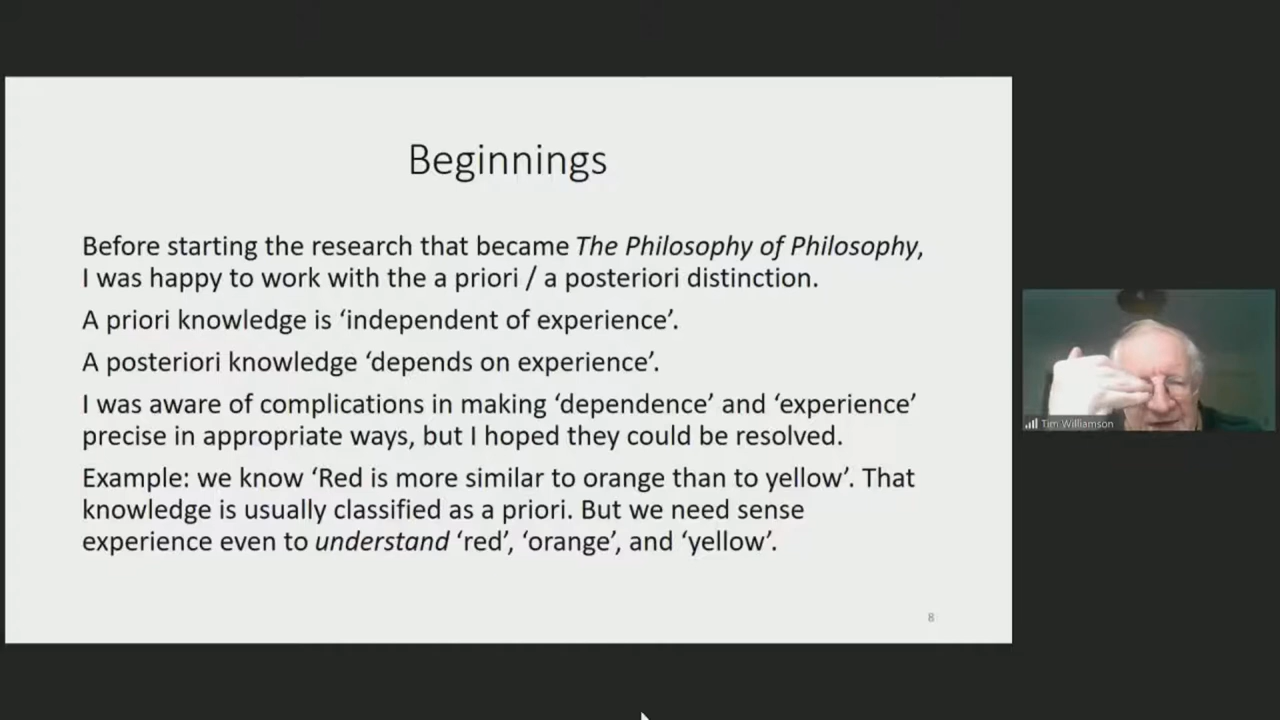 Beginnings
Before starting the research that became The Philosophy of Philosophy,
I was happy to work with the a priori / a posteriori distinction.
A priori knowledge is ‘independent of experience’.
A posteriori knowledge ‘depends on experience’.
I was aware of complications in making ‘dependence’ and ‘experience’
precise in appropriate ways, but I hoped they could be resolved.
Example: we know ‘Red is more similar to orange than to yellow’. That
knowledge is usually classified as a priori. But we need sense
experience even to understand ‘red’, ‘orange’, and ‘yellow’.
8
Tim Williamson